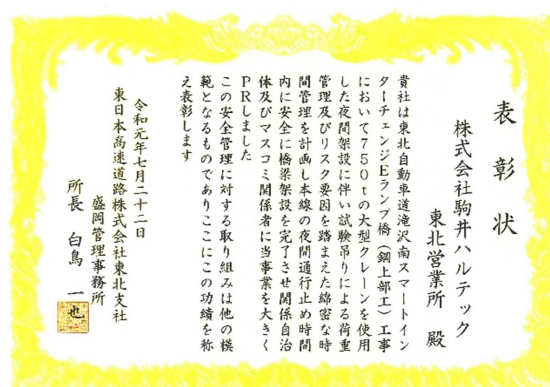 表彰状
株式会社駒井ハルテック
東北営業所 殿
貴社は東北自動車道滝沢南スマートイン
ターチェンジEランプ橋(鋼上部工)工事
において750tの大型クレーンを使用
した夜間架設に伴い試験吊りによる荷重
管理及びリスク要因を踏まえた綿密な時
間管理を計画し本線の夜間通行止め時間
内に安全に橋梁架設を完了させ関係自治
体及びマスコミ関係者に当事業を大きく
PRしました
この安全管理に対する取り組みは他の模
範となるものでありここにこの功績を称
え表彰します
令和元年七月二十二日
東日本高速道路株式会社東北支社
盛岡管理事務所
所長 白鳥 一也